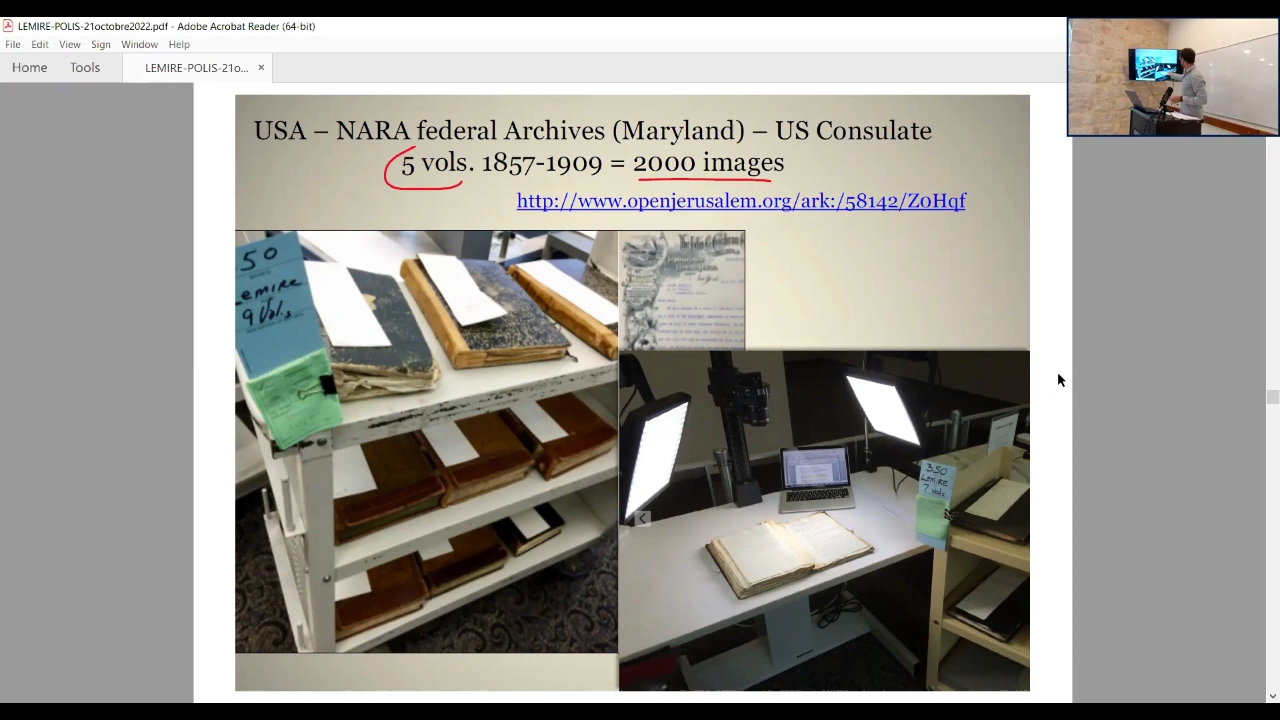 LEMIRE-POLIS-21octobre2022.pdf - Adobe Acrobat Reader (64-bit)
File Edit View Sign Window Help
Home Tools LEMIRE-POLIS-21o... ×
USA – NARA federal Archives (Maryland) – US Consulate
5 vols. 1857-1909 = 2000 images
http://www.openjerusalem.org/ark:/58142/Z0Hqf
50
Lemire
9 Vol.s
350
LEMIRE
7 vols